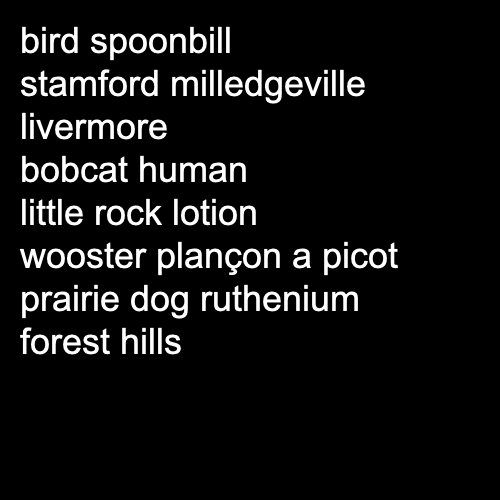 bird spoonbill
stamford milledgeville
livermore
bobcat human
little rock lotion
wooster plançon a picot
prairie dog ruthenium
forest hills